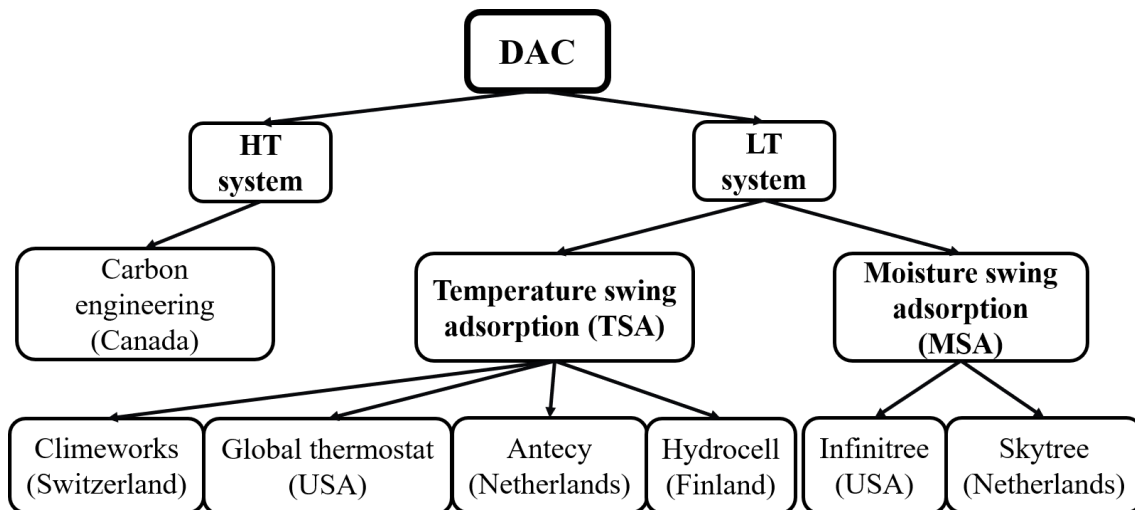 DAC
HT
system
LT
system
Carbon
engineering
(Canada)
Temperature swing
adsorption (TSA)
Moisture swing
adsorption
(MSA)
Climeworks
(Switzerland)
Global thermostat
(USA)
Antecy
(Netherlands)
Hydrocell
(Finland)
Infinitree
(USA)
Skytree
(Netherlands)